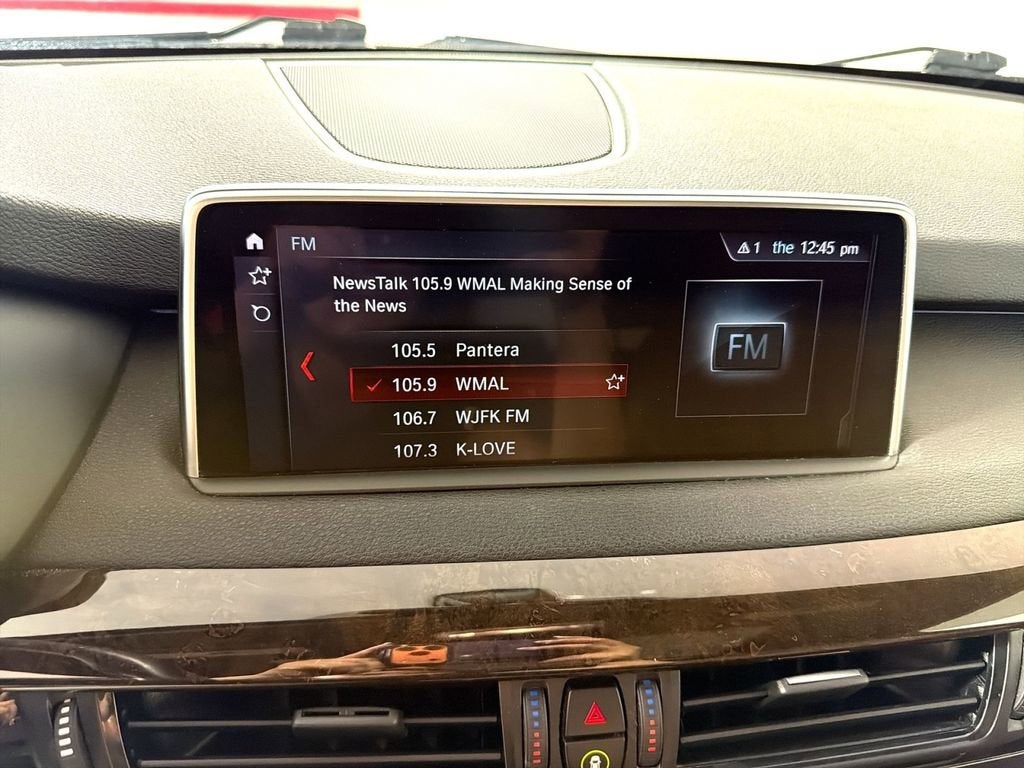 FM
1 the 12:45 pm
NewsTalk 105.9 WMAL Making Sense of
the News
105.5 Pantera
105.9 WMAL
106.7 WJFK FM
107.3 K-LOVE
FM